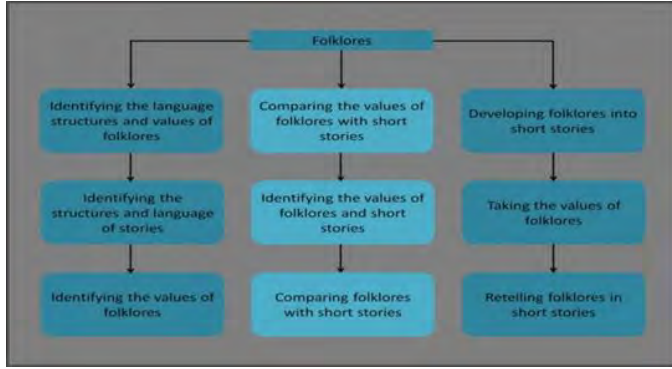 Folklores
Identifying the language
structures and values of
folklores
Comparing the values of
folklores with short
stories
Developing folklores into
short stories
Identifying the
structures and language
of stories
Identifying the values of
folklores and short
stories
Taking the values of
folklores
Identifying the values of
folklores
Comparing folklores
with short stories
Retelling folklores in
short stories